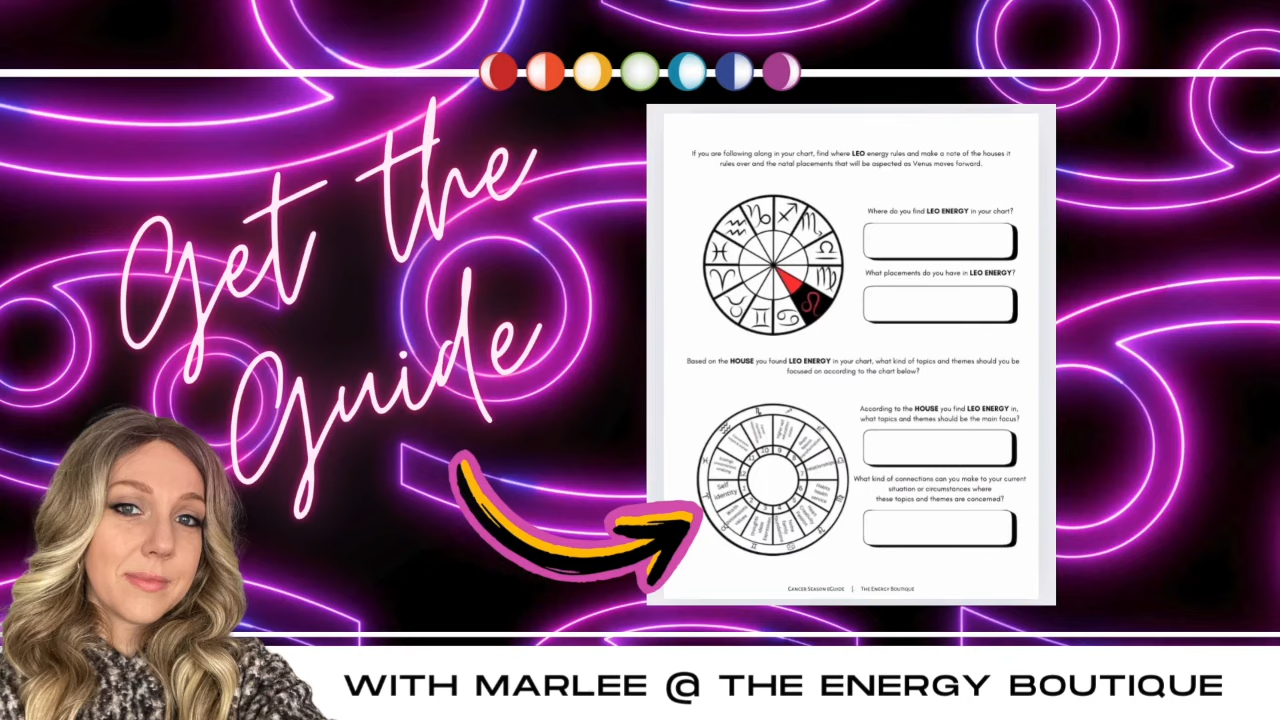 Get the
Guide
If you are following along in your chart, find where LEO energy rules and make a note of the houses it
rules over and the natal placements that will be aspected as Venus moves forward.
Where do you find LEO ENERGY in your chart?
What placements do you have in LEO ENERGY?
Based on the HOUSE you found LEO ENERGY in your chart, what kind of topics and themes should you be
focused on according to the chart below?
According to the HOUSE you find LEO ENERGY in,
what topics and themes should be the main focus?
Self
identity
Habits
health
service
What kind of connections can you make to your current
situation or circumstances where
these topics and themes are concerned?
CANCER SEASON EGUIDE | THE ENERGY BOUTIQUE
WITH MARLEE @ THE ENERGY BOUTIQUE